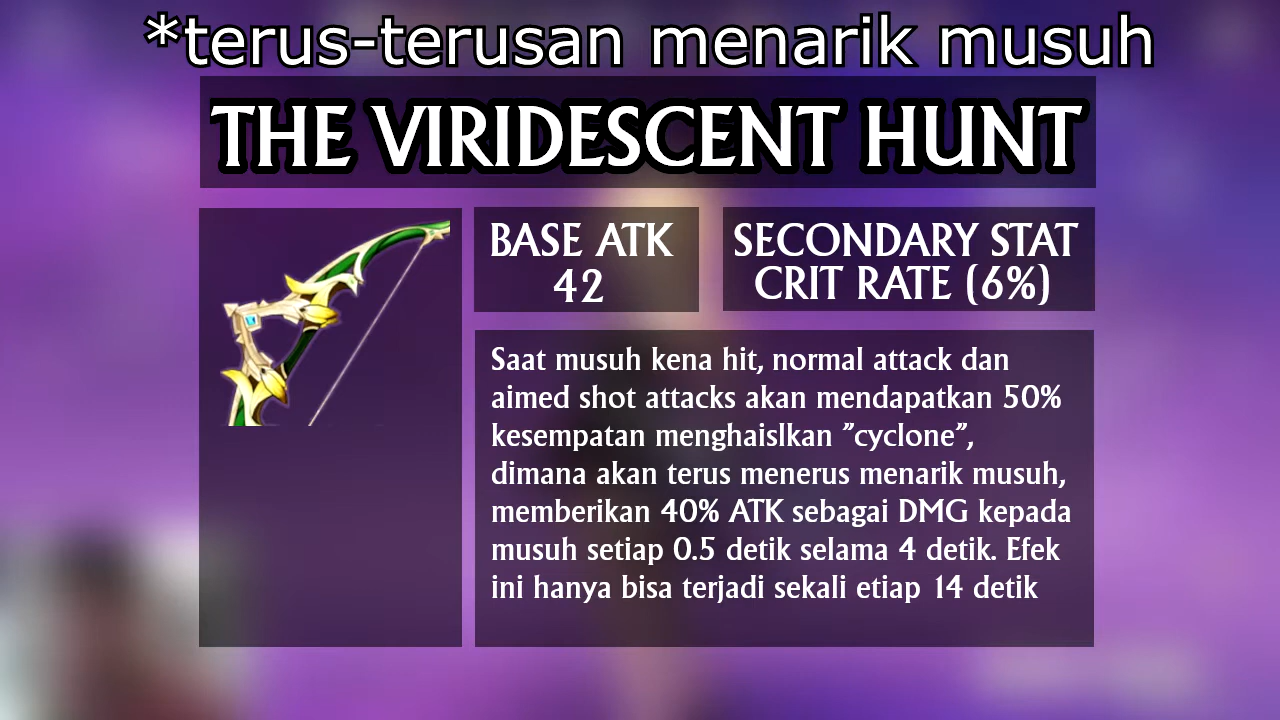 *terus-terusan menarik musuh
THE VIRIDESCENT HUNT
BASE ATK
42
SECONDARY STAT
CRIT RATE (6%)
Saat musuh kena hit, normal attack dan
aimed shot attacks akan mendapatkan 50%
kesempatan menghaislkan ”cyclone”,
dimana akan terus menerus menarik musuh,
memberikan 40% ATK sebagai DMG kepada
musuh setiap 0.5 detik selama 4 detik. Efek
ini hanya bisa terjadi sekali etiap 14 detik